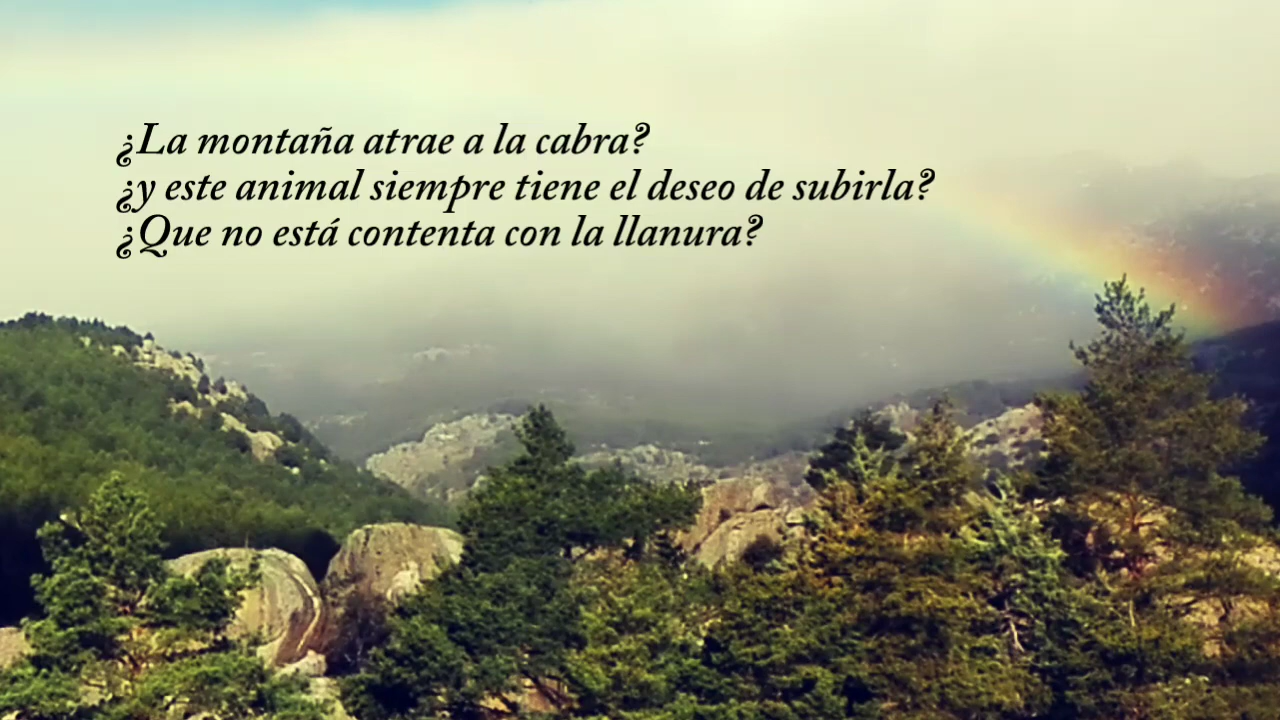 ¿La montaña atrae a la cabra?
¿y este animal siempre tiene el deseo de subirla?
¿Que no está contenta con la llanura?